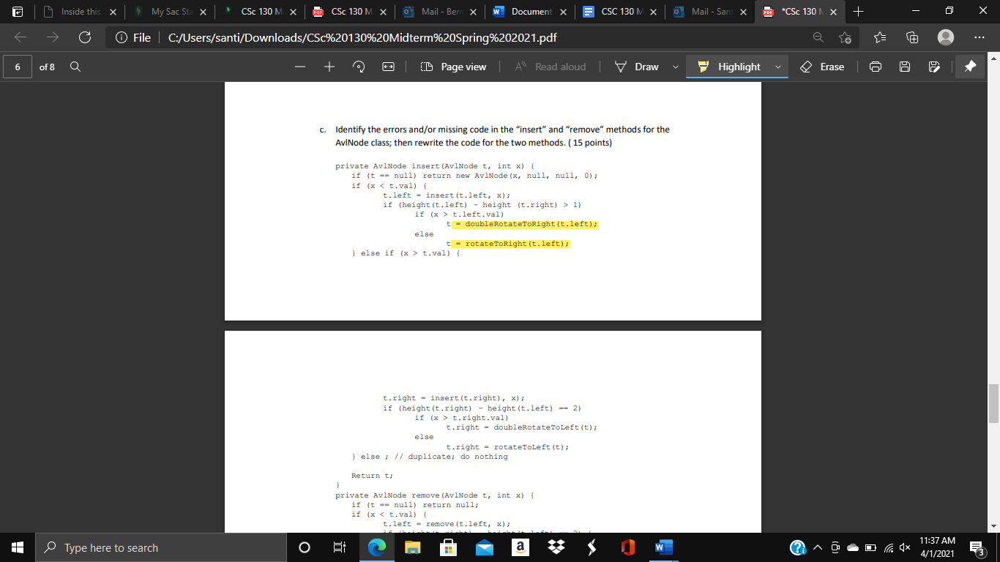 Inside this
My Sac Sta
CSc 130 M
CSc 130 M
Mail - Bern
Document
CSC 130 M
Mail - Sant
*CSc 130 M
File
C:/Users/santi/Downloads/CSc%20130%20Midterm%20Spring%202021.pdf
6 of 8
Page view
Read aloud
Draw
Highlight
Erase
c. Identify the errors and/or missing code in the “insert” and “remove” methods for the
AvlNode class; then rewrite the code for the two methods. ( 15 points)
private AvlNode insert(AvlNode t, int x) {
if (t == null) return new AvlNode(x, null, null, 0);
if (x < t.val) {
t.left = insert(t.left, x);
if (height(t.left) - height (t.right) > 1)
if (x > t.left.val)
t = doubleRotateToRight(t.left);
else
t = rotateToRight(t.left);
} else if (x > t.val) {
t.right = insert(t.right), x);
if (height(t.right) - height(t.left) == 2)
if (x > t.right.val)
t.right = doubleRotateToLeft(t);
else
t.right = rotateToLeft(t);
} else ; // duplicate; do nothing
Return t;
}
private AvlNode remove(AvlNode t, int x) {
if (t == null) return null;
if (x < t.val) {
t.left = remove(t.left, x);
Type here to search
11:37 AM
4/1/2021
3